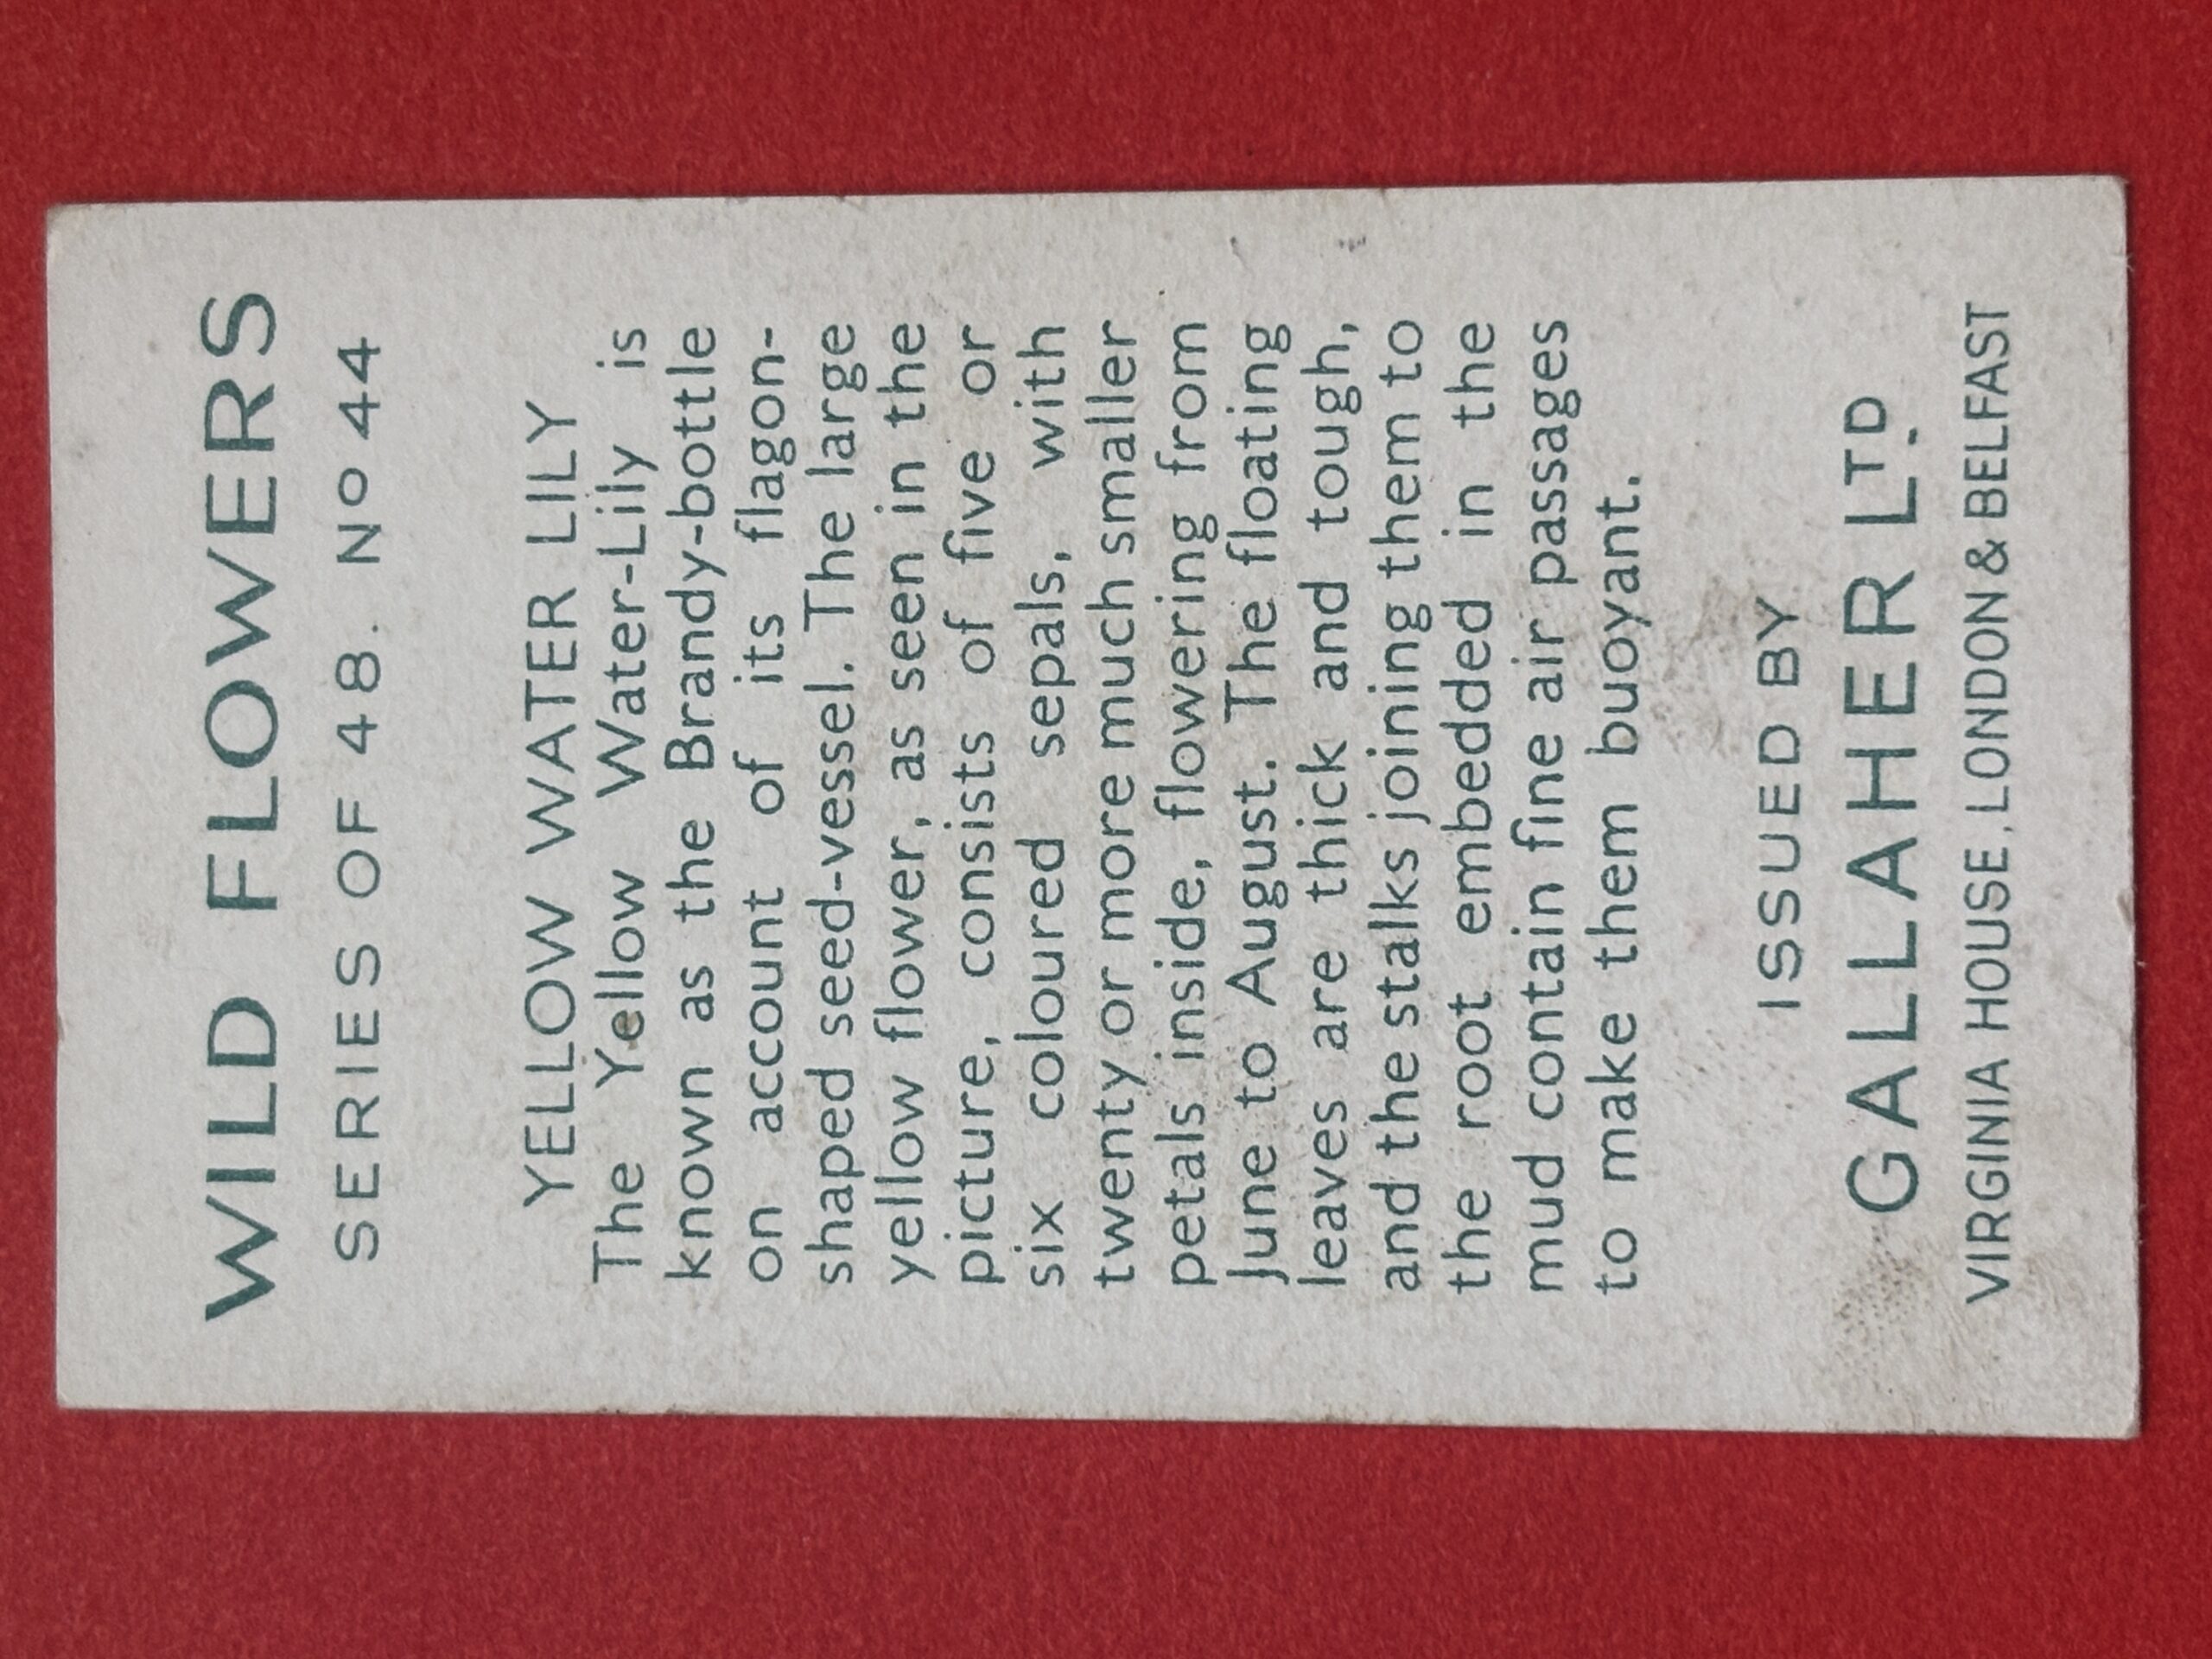 WILD FLOWERS
SERIES OF 48. No 44
YELLOW WATER LILY
The Yellow Water-Lily is
known as the Brandy-bottle
on account of its flagon-
shaped seed-vessel. The large
yellow flower, as seen in the
picture, consists of five or
six coloured sepals, with
twenty or more much smaller
petals inside, flowering from
June to August. The floating
leaves are thick and tough,
and the stalks joining them to
the root embedded in the
mud contain fine air passages
to make them buoyant.
ISSUED BY
GALLAHER LTD.
VIRGINIA HOUSE, LONDON & BELFAST